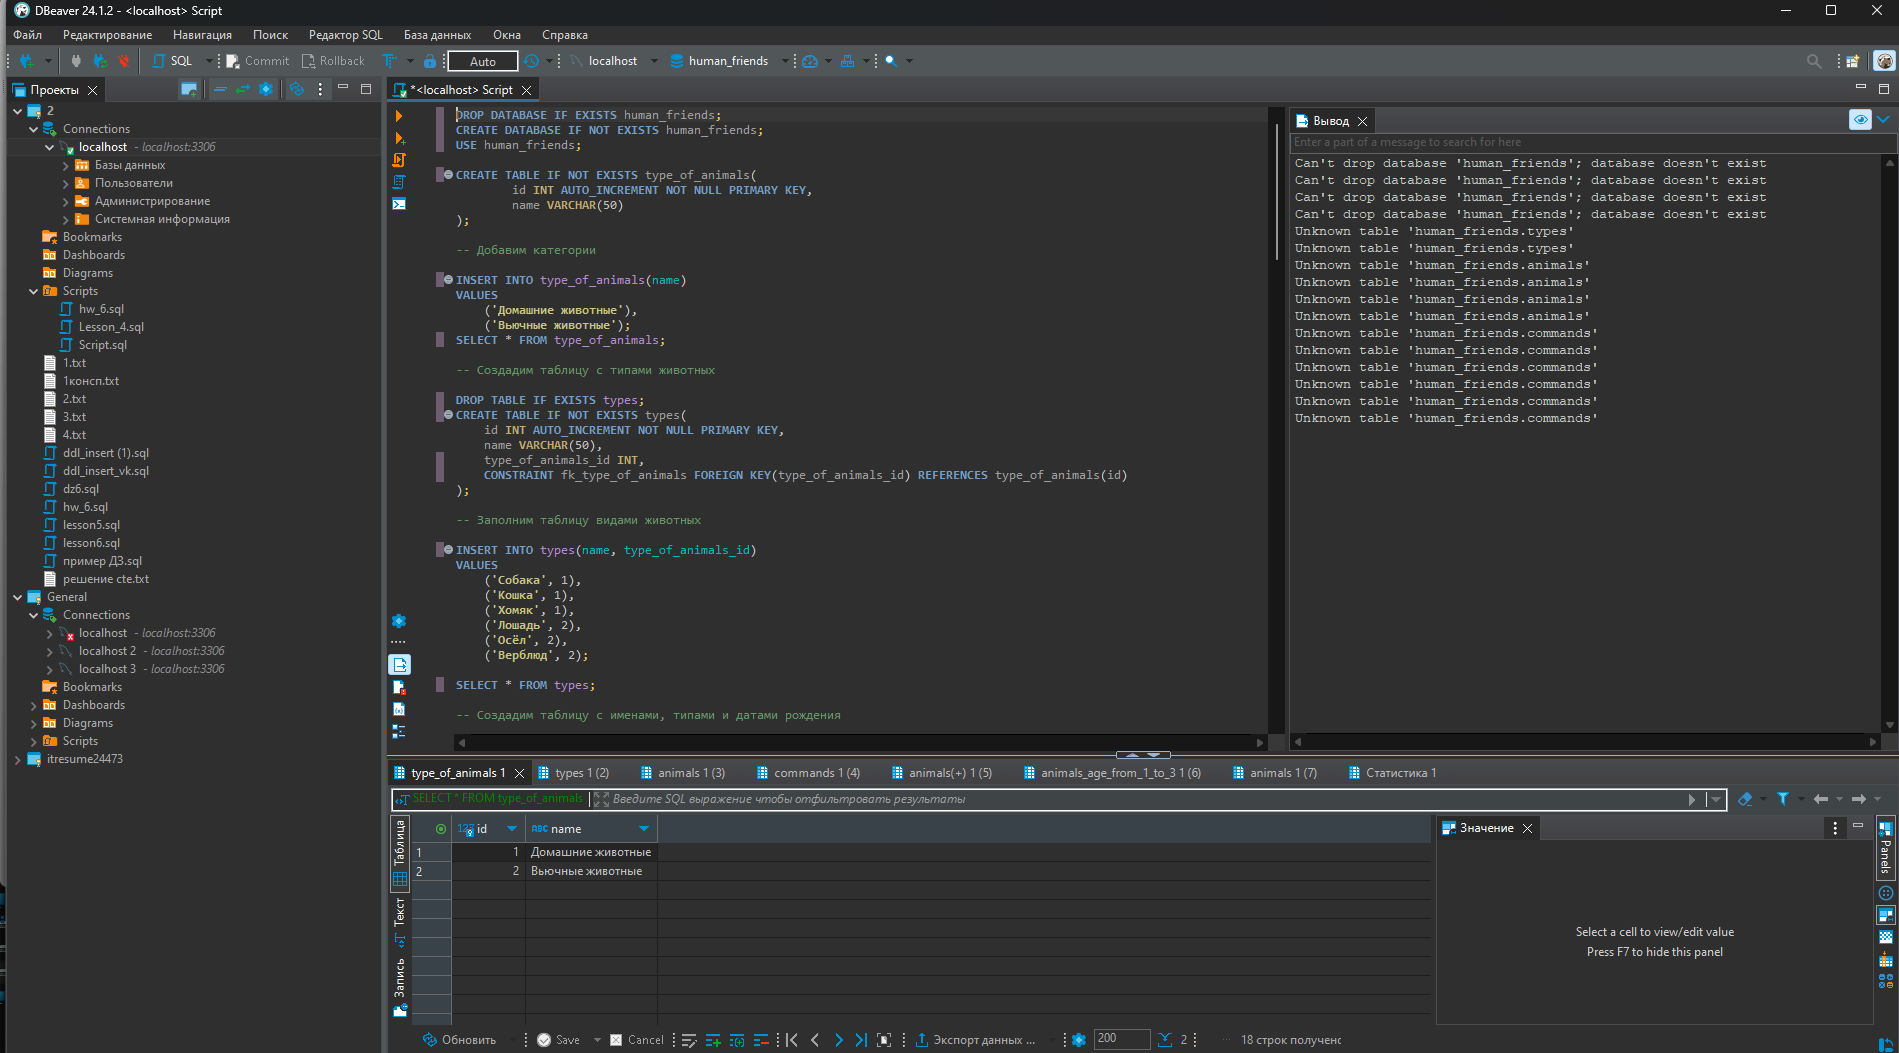 DBeaver 24.1.2 - <localhost> Script
Файл Редактирование Навигация Поиск Редактор SQL База данных Окна Справка
SQL Commit Rollback Auto localhost human_friends
Проекты
2
Connections
localhost - localhost:3306
Базы данных
Пользователи
Администрирование
Системная информация
Bookmarks
Dashboards
Diagrams
Scripts
hw_6.sql
Lesson_4.sql
Script.sql
1.txt
1консп.txt
2.txt
3.txt
4.txt
ddl_insert (1).sql
ddl_insert_vk.sql
dz6.sql
hw_6.sql
lesson5.sql
lesson6.sql
пример ДЗ.sql
решение cte.txt
General
Connections
localhost - localhost:3306
localhost 2 - localhost:3306
localhost 3 - localhost:3306
Bookmarks
Dashboards
Diagrams
Scripts
itresume24473
*<localhost> Script
DROP DATABASE IF EXISTS human_friends;
CREATE DATABASE IF NOT EXISTS human_friends;
USE human_friends;
CREATE TABLE IF NOT EXISTS type_of_animals(
id INT AUTO_INCREMENT NOT NULL PRIMARY KEY,
name VARCHAR(50)
);
-- Добавим категории
INSERT INTO type_of_animals(name)
VALUES
('Домашние животные'),
('Вьючные животные');
SELECT * FROM type_of_animals;
-- Создадим таблицу с типами животных
DROP TABLE IF EXISTS types;
CREATE TABLE IF NOT EXISTS types(
id INT AUTO_INCREMENT NOT NULL PRIMARY KEY,
name VARCHAR(50),
type_of_animals_id INT,
CONSTRAINT fk_type_of_animals FOREIGN KEY(type_of_animals_id) REFERENCES type_of_animals(id)
);
-- Заполним таблицу видами животных
INSERT INTO types(name, type_of_animals_id)
VALUES
('Собака', 1),
('Кошка', 1),
('Хомяк', 1),
('Лошадь', 2),
('Осёл', 2),
('Верблюд', 2);
SELECT * FROM types;
-- Создадим таблицу с именами, типами и датами рождения
Вывод
Enter a part of a message to search for here
Can't drop database 'human_friends'; database doesn't exist
Can't drop database 'human_friends'; database doesn't exist
Can't drop database 'human_friends'; database doesn't exist
Can't drop database 'human_friends'; database doesn't exist
Unknown table 'human_friends.types'
Unknown table 'human_friends.types'
Unknown table 'human_friends.animals'
Unknown table 'human_friends.animals'
Unknown table 'human_friends.animals'
Unknown table 'human_friends.animals'
Unknown table 'human_friends.commands'
Unknown table 'human_friends.commands'
Unknown table 'human_friends.commands'
Unknown table 'human_friends.commands'
Unknown table 'human_friends.commands'
Unknown table 'human_friends.commands'
type_of_animals 1 types 1 (2) animals 1 (3) commands 1 (4) animals(+) 1 (5) animals_age_from_1_to_3 1 (6) animals 1 (7) Статистика 1
SELECT * FROM type_of_animals Введите SQL выражение чтобы отфильтровать результаты
Таблица
Текст
Запись
123 id ABC name
1 1 Домашние животные
2 2 Вьючные животные
Значение
Select a cell to view/edit value
Press F7 to hide this panel
Panels
Обновить Save Cancel Экспорт данных ... 200 2 18 строк получено